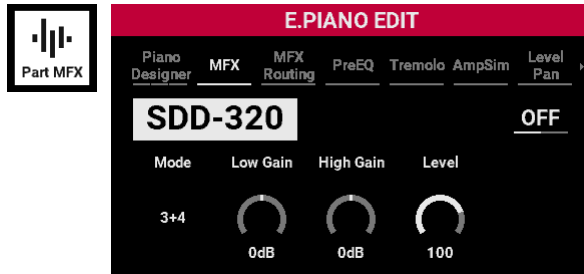 Part MFX
E.PIANO EDIT
Piano
Designer
MFX
MFX
Routing
PreEQ
Tremolo
AmpSim
Level
Pan
SDD-320
OFF
Mode
Low Gain
High Gain
Level
3+4
0dB
0dB
100